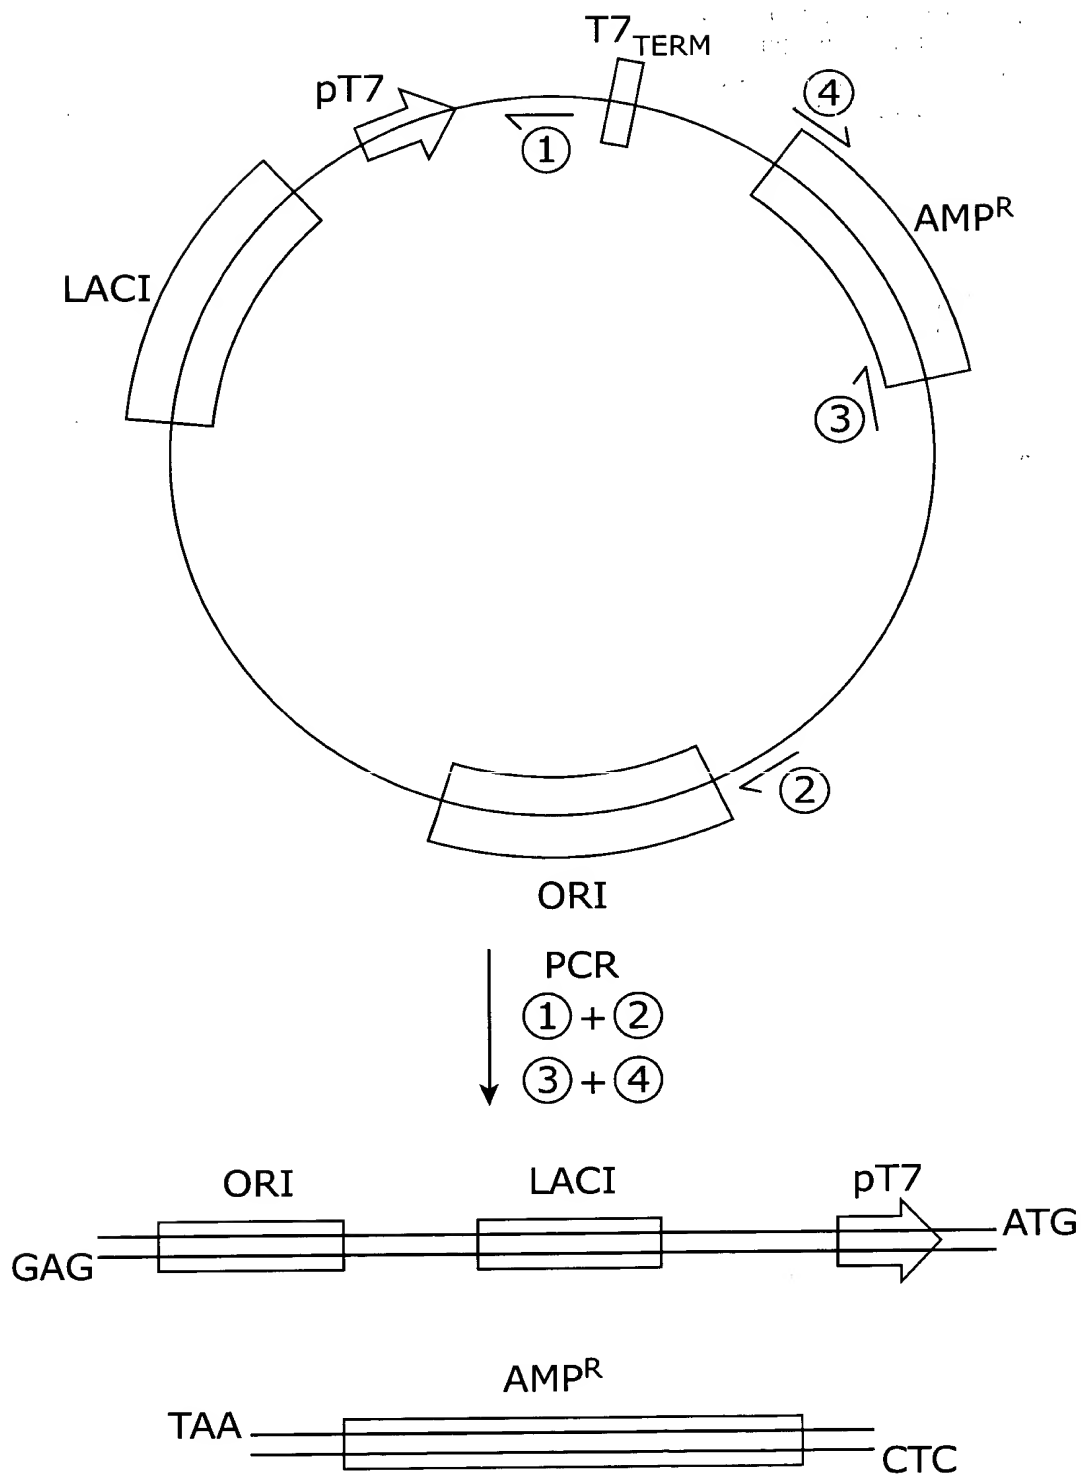 T7TERM
pT7
1
4
AMPR
LACI
3
2
ORI
PCR
1 + 2
3 + 4
ORI LACI pT7
ATG
GAG
AMPR
TAA
CTC